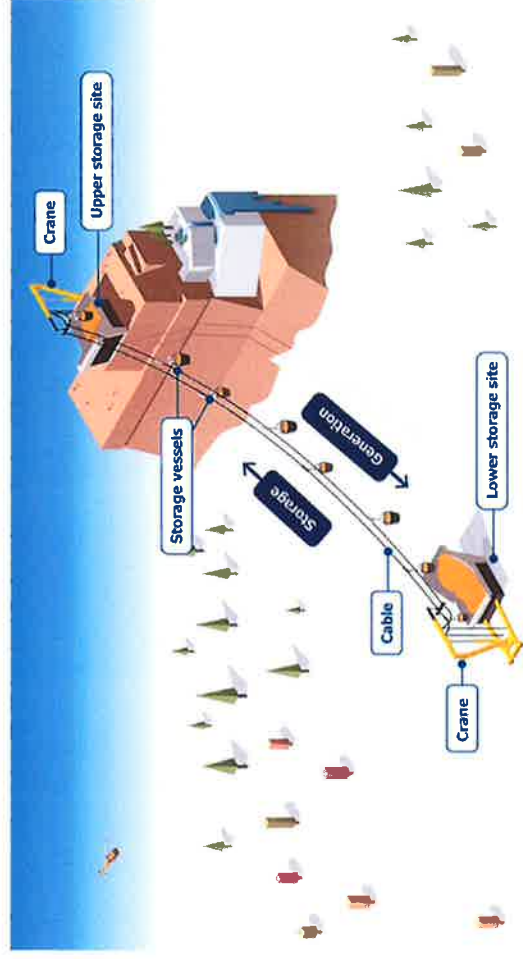 Crane
Upper storage site
Storage vessels
Storage
Generation
Cable
Crane
Lower storage site